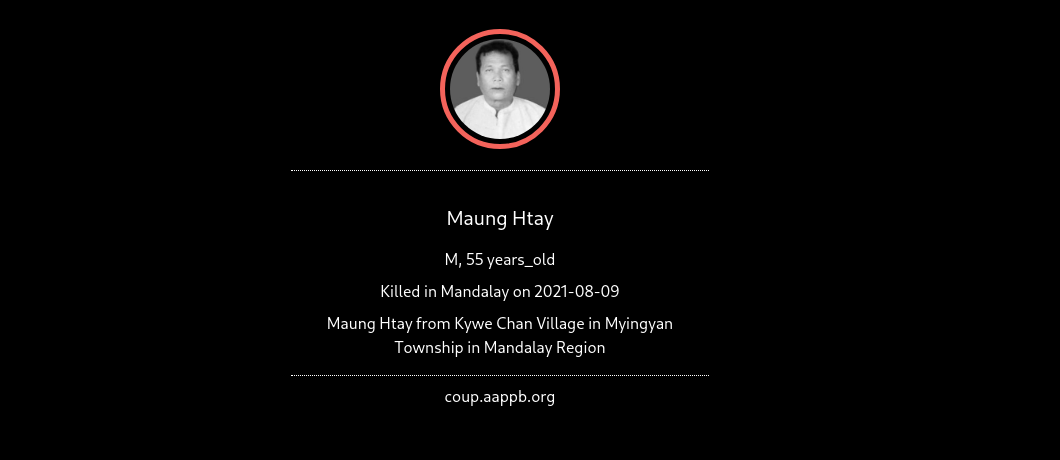 Maung Htay
M, 55 years_old
Killed in Mandalay on 2021-08-09
Maung Htay from Kywe Chan Village in Myingyan
Township in Mandalay Region
coup.aappb.org